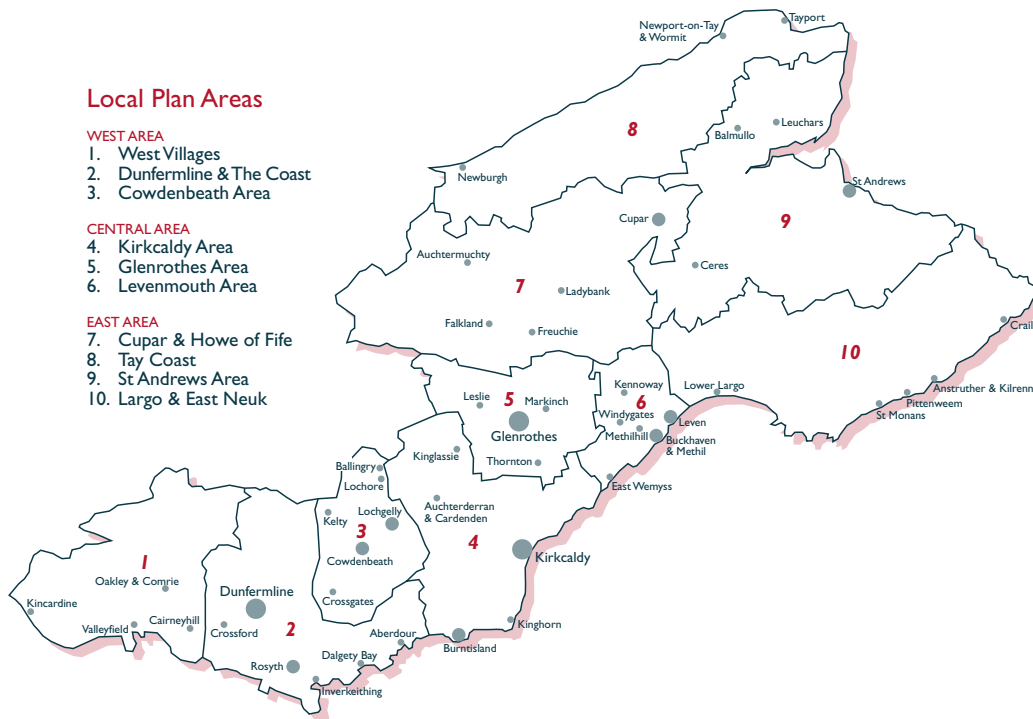 Local Plan Areas
WEST AREA
1. West Villages
2. Dunfermline & The Coast
3. Cowdenbeath Area
CENTRAL AREA
4. Kirkcaldy Area
5. Glenrothes Area
6. Levenmouth Area
EAST AREA
7. Cupar & Howe of Fife
8. Tay Coast
9. St Andrews Area
10. Largo & East Neuk
Tayport
Newport-on-Tay
& Wormit
8
Leuchars
Balmullo
Newburgh
St Andrews
Cupar
9
Auchtermuchty
Ceres
7
Ladybank
Falkland
Freuchie
Crail
10
Anstruther & Kilrenn
Pittenweem
St Monans
Lower Largo
Kennoway
6
Windygates
Leven
Methilhill
Buckhaven
& Methil
Leslie
5
Markinch
Glenrothes
Thornton
Kinglassie
East Wemyss
Ballingry
Lochore
Auchterderran
& Cardenden
Kelty
Lochgelly
3
Cowdenbeath
4
Kirkcaldy
1
Oakley & Comrie
Kincardine
Valleyfield
Cairneyhill
Dunfermline
Crossford
2
Crossgates
Aberdour
Kinghorn
Burntisland
Dalgety Bay
Rosyth
Inverkeithing